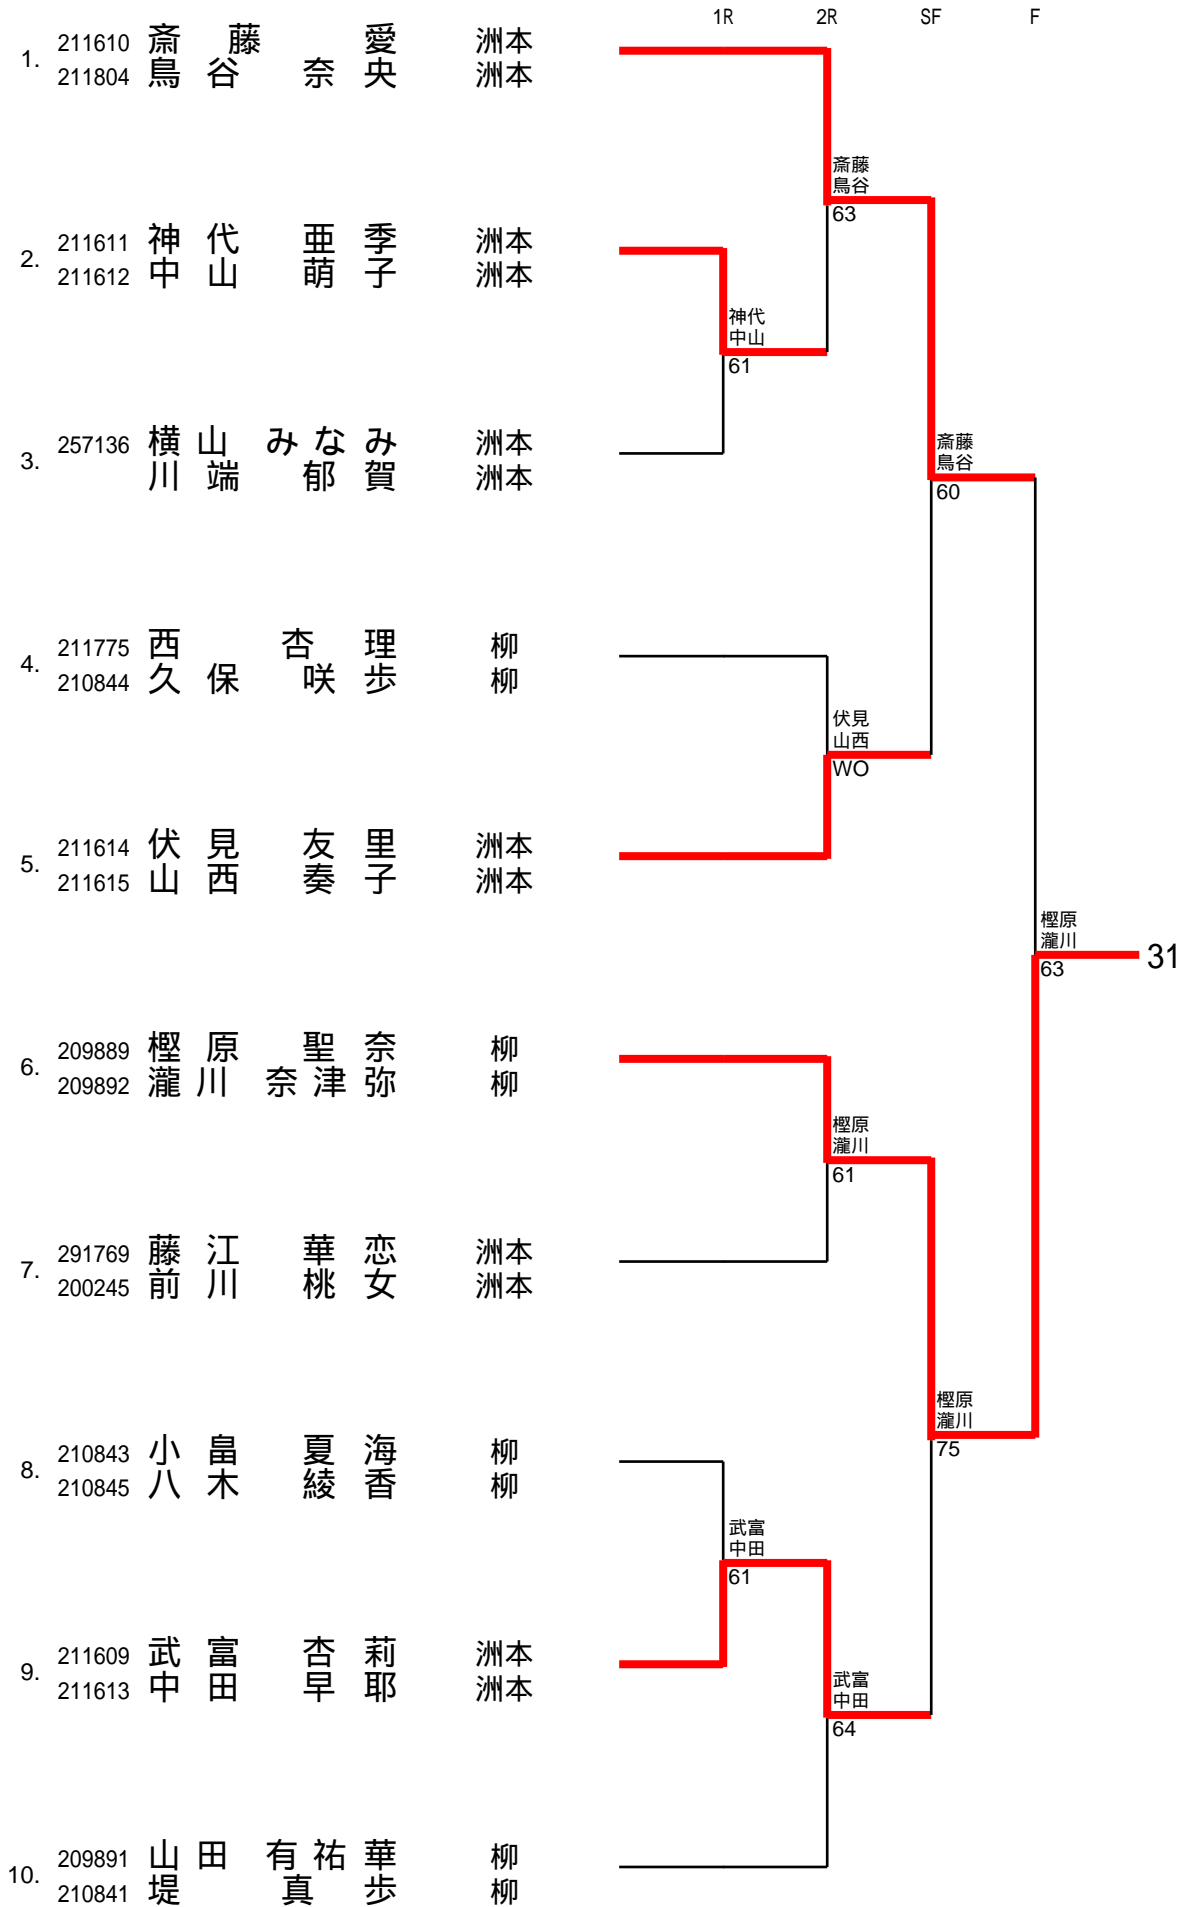 1R 2R SF F
1. 211610 斎藤 愛 洲本
211804 鳥谷 奈央 洲本
斎藤
鳥谷
63
2. 211611 神代 亜季 洲本
211612 中山 萌子 洲本
神代
中山
61
3. 257136 横山 みなみ 洲本
川端 郁賀 洲本
斎藤
鳥谷
60
4. 211775 西 杏理 柳
210844 久保 咲歩 柳
伏見
山西
WO
5. 211614 伏見 友里 洲本
211615 山西 奏子 洲本
樫原
瀧川
63 31
6. 209889 樫原 聖奈 柳
209892 瀧川 奈津弥 柳
樫原
瀧川
61
7. 291769 藤江 華恋 洲本
200245 前川 桃女 洲本
樫原
瀧川
75
8. 210843 小畠 夏海 柳
210845 八木 綾香 柳
武富
中田
61
9. 211609 武富 杏莉 洲本
211613 中田 早耶 洲本
武富
中田
64
10. 209891 山田 有祐華 柳
210841 堤 真歩 柳